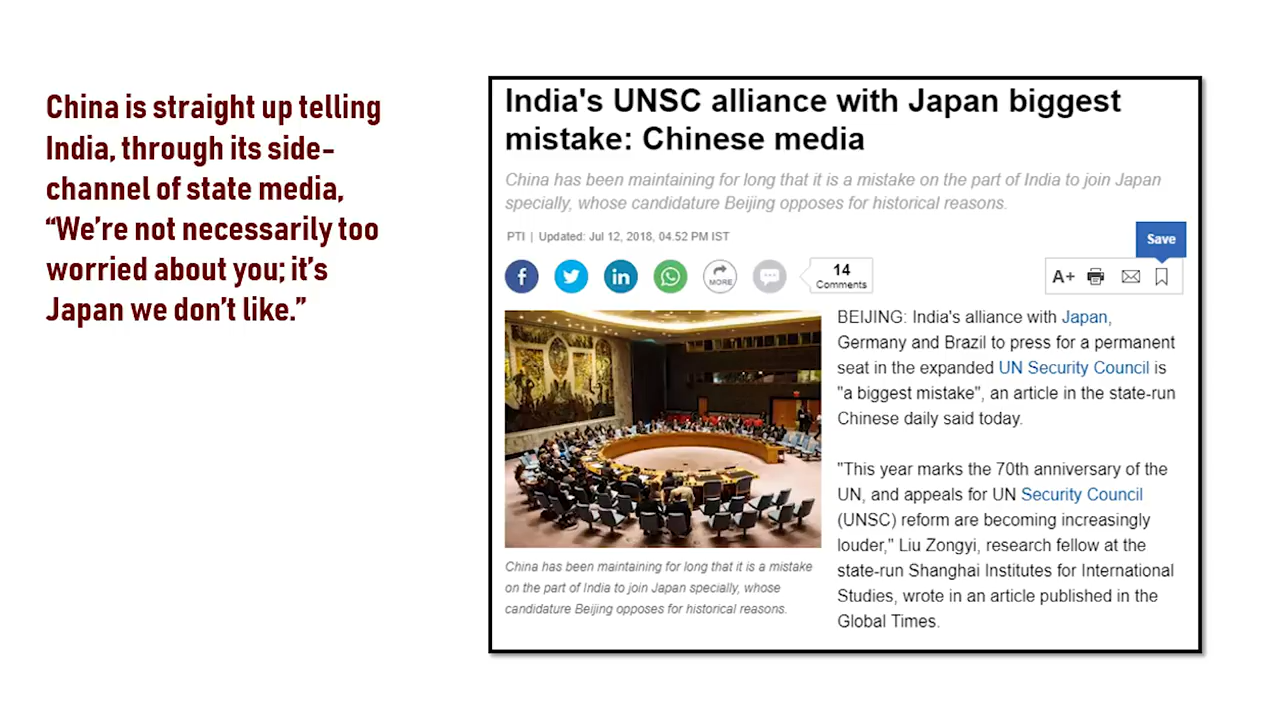 China is straight up telling
India, through its side-
channel of state media,
“We’re not necessarily too
worried about you; it’s
Japan we don’t like.”
India's UNSC alliance with Japan biggest
mistake: Chinese media
China has been maintaining for long that it is a mistake on the part of India to join Japan
specially, whose candidature Beijing opposes for historical reasons.
PTI | Updated: Jul 12, 2018, 04.52 PM IST
Save
MORE
14
Comments
A+
BEIJING: India's alliance with Japan,
Germany and Brazil to press for a permanent
seat in the expanded UN Security Council is
"a biggest mistake", an article in the state-run
Chinese daily said today.
"This year marks the 70th anniversary of the
UN, and appeals for UN Security Council
(UNSC) reform are becoming increasingly
louder," Liu Zongyi, research fellow at the
state-run Shanghai Institutes for International
Studies, wrote in an article published in the
Global Times.
China has been maintaining for long that it is a mistake
on the part of India to join Japan specially, whose
candidature Beijing opposes for historical reasons.